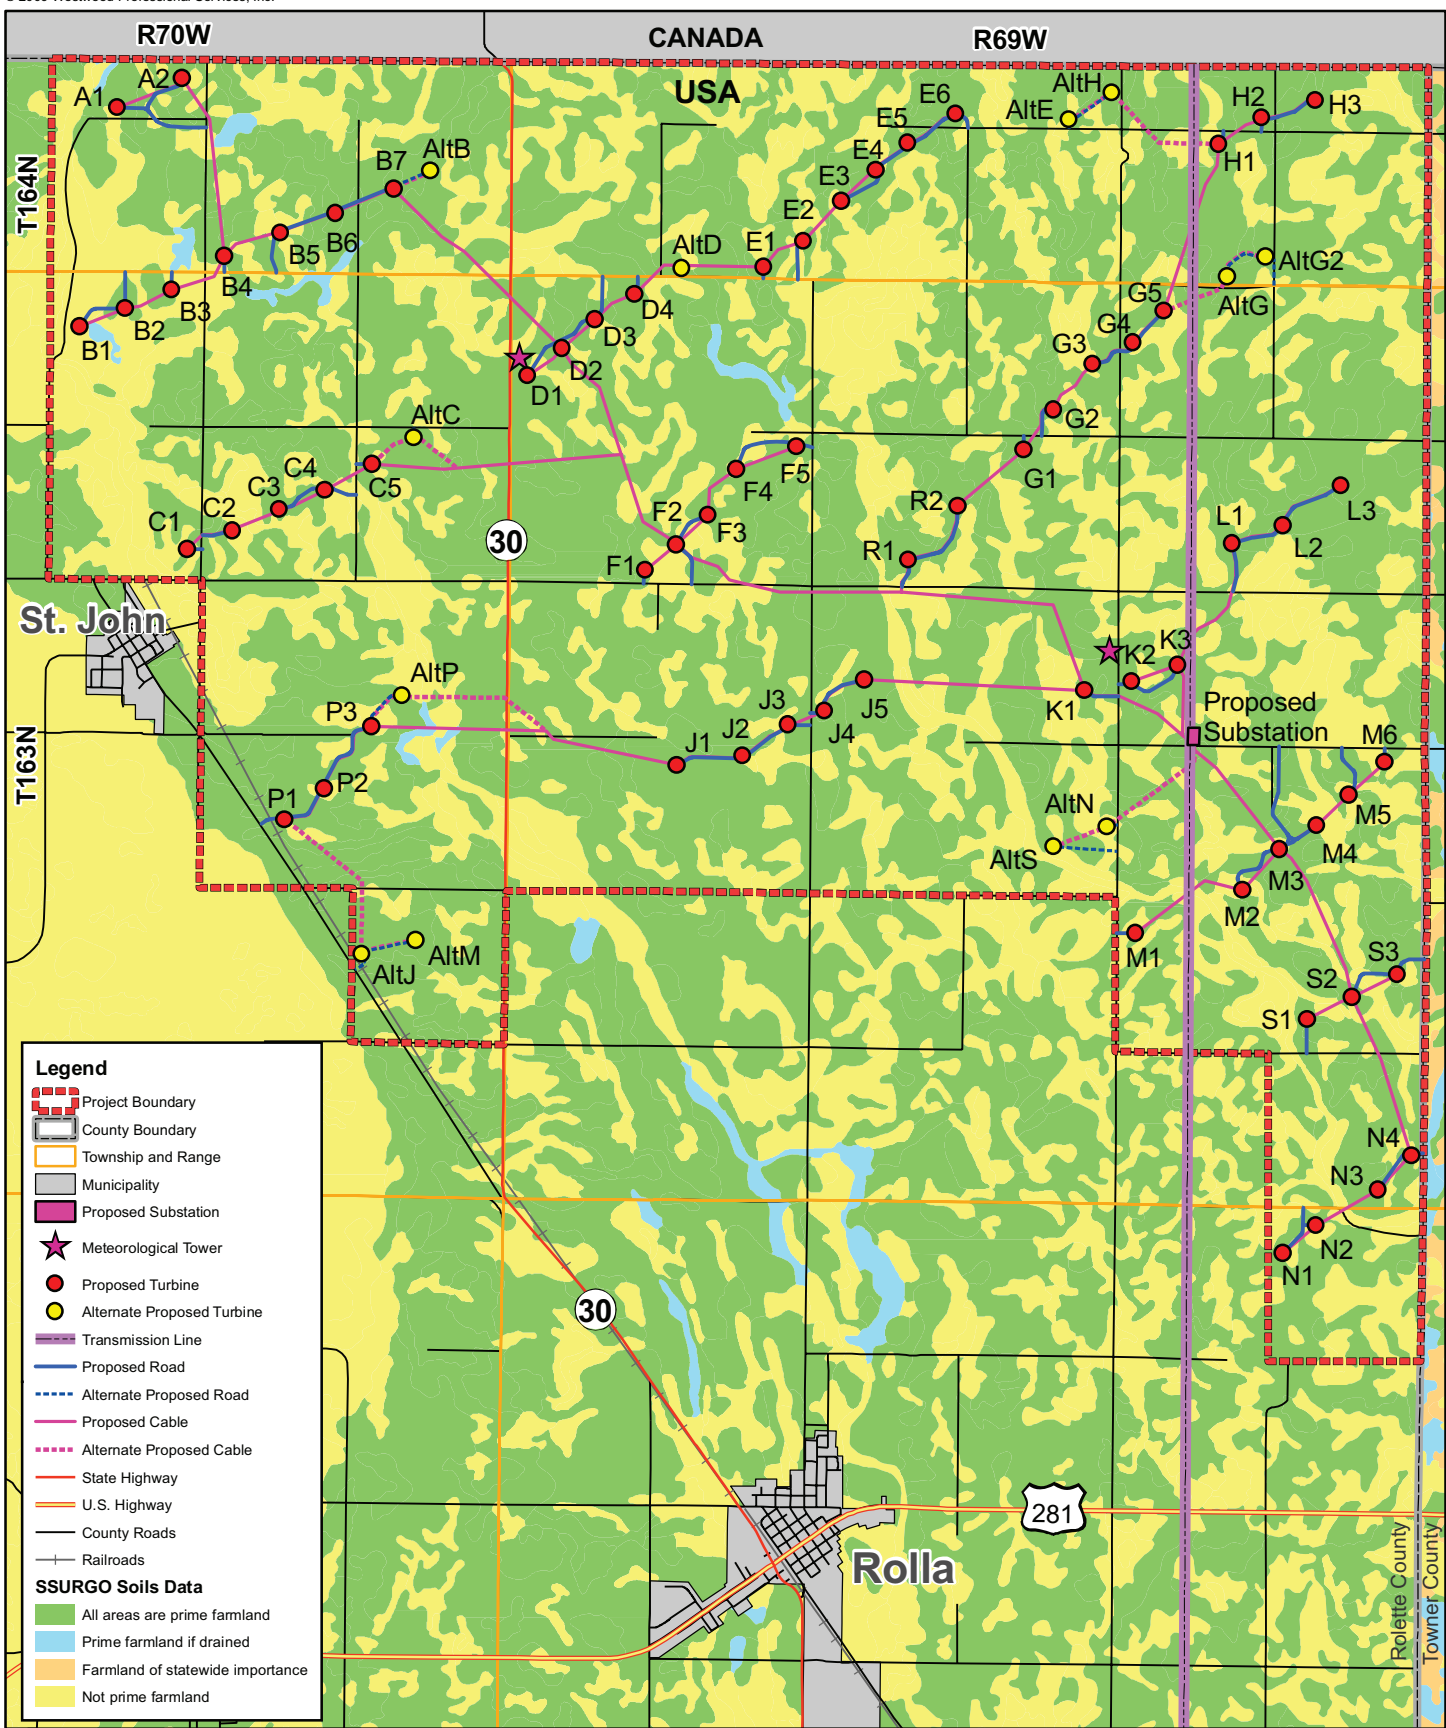 R70W
CANADA
R69W
USA
T164N
T163N
A1
A2
B1
B2
B3
B4
B5
B6
B7
AltB
AltD
E1
E2
E3
E4
E5
E6
AltE
AltH
H1
H2
H3
AltG2
AltG
G5
G4
G3
G2
G1
D1
D2
D3
D4
AltC
C1
C2
C3
C4
C5
F1
F2
F3
F4
F5
R1
R2
L1
L2
L3
30
St. John
AltP
P3
P2
P1
J1
J2
J3
J4
J5
K1
K2
K3
Proposed
Substation
AltN
AltS
M1
M2
M3
M4
M5
M6
AltJ
AltM
S1
S2
S3
N1
N2
N3
N4
30
281
Rolla
Rolette County
Towner County
Legend
Project Boundary
County Boundary
Township and Range
Municipality
Proposed Substation
Meteorological Tower
Proposed Turbine
Alternate Proposed Turbine
Transmission Line
Proposed Road
Alternate Proposed Road
Proposed Cable
Alternate Proposed Cable
State Highway
U.S. Highway
County Roads
Railroads
SSURGO Soils Data
All areas are prime farmland
Prime farmland if drained
Farmland of statewide importance
Not prime farmland